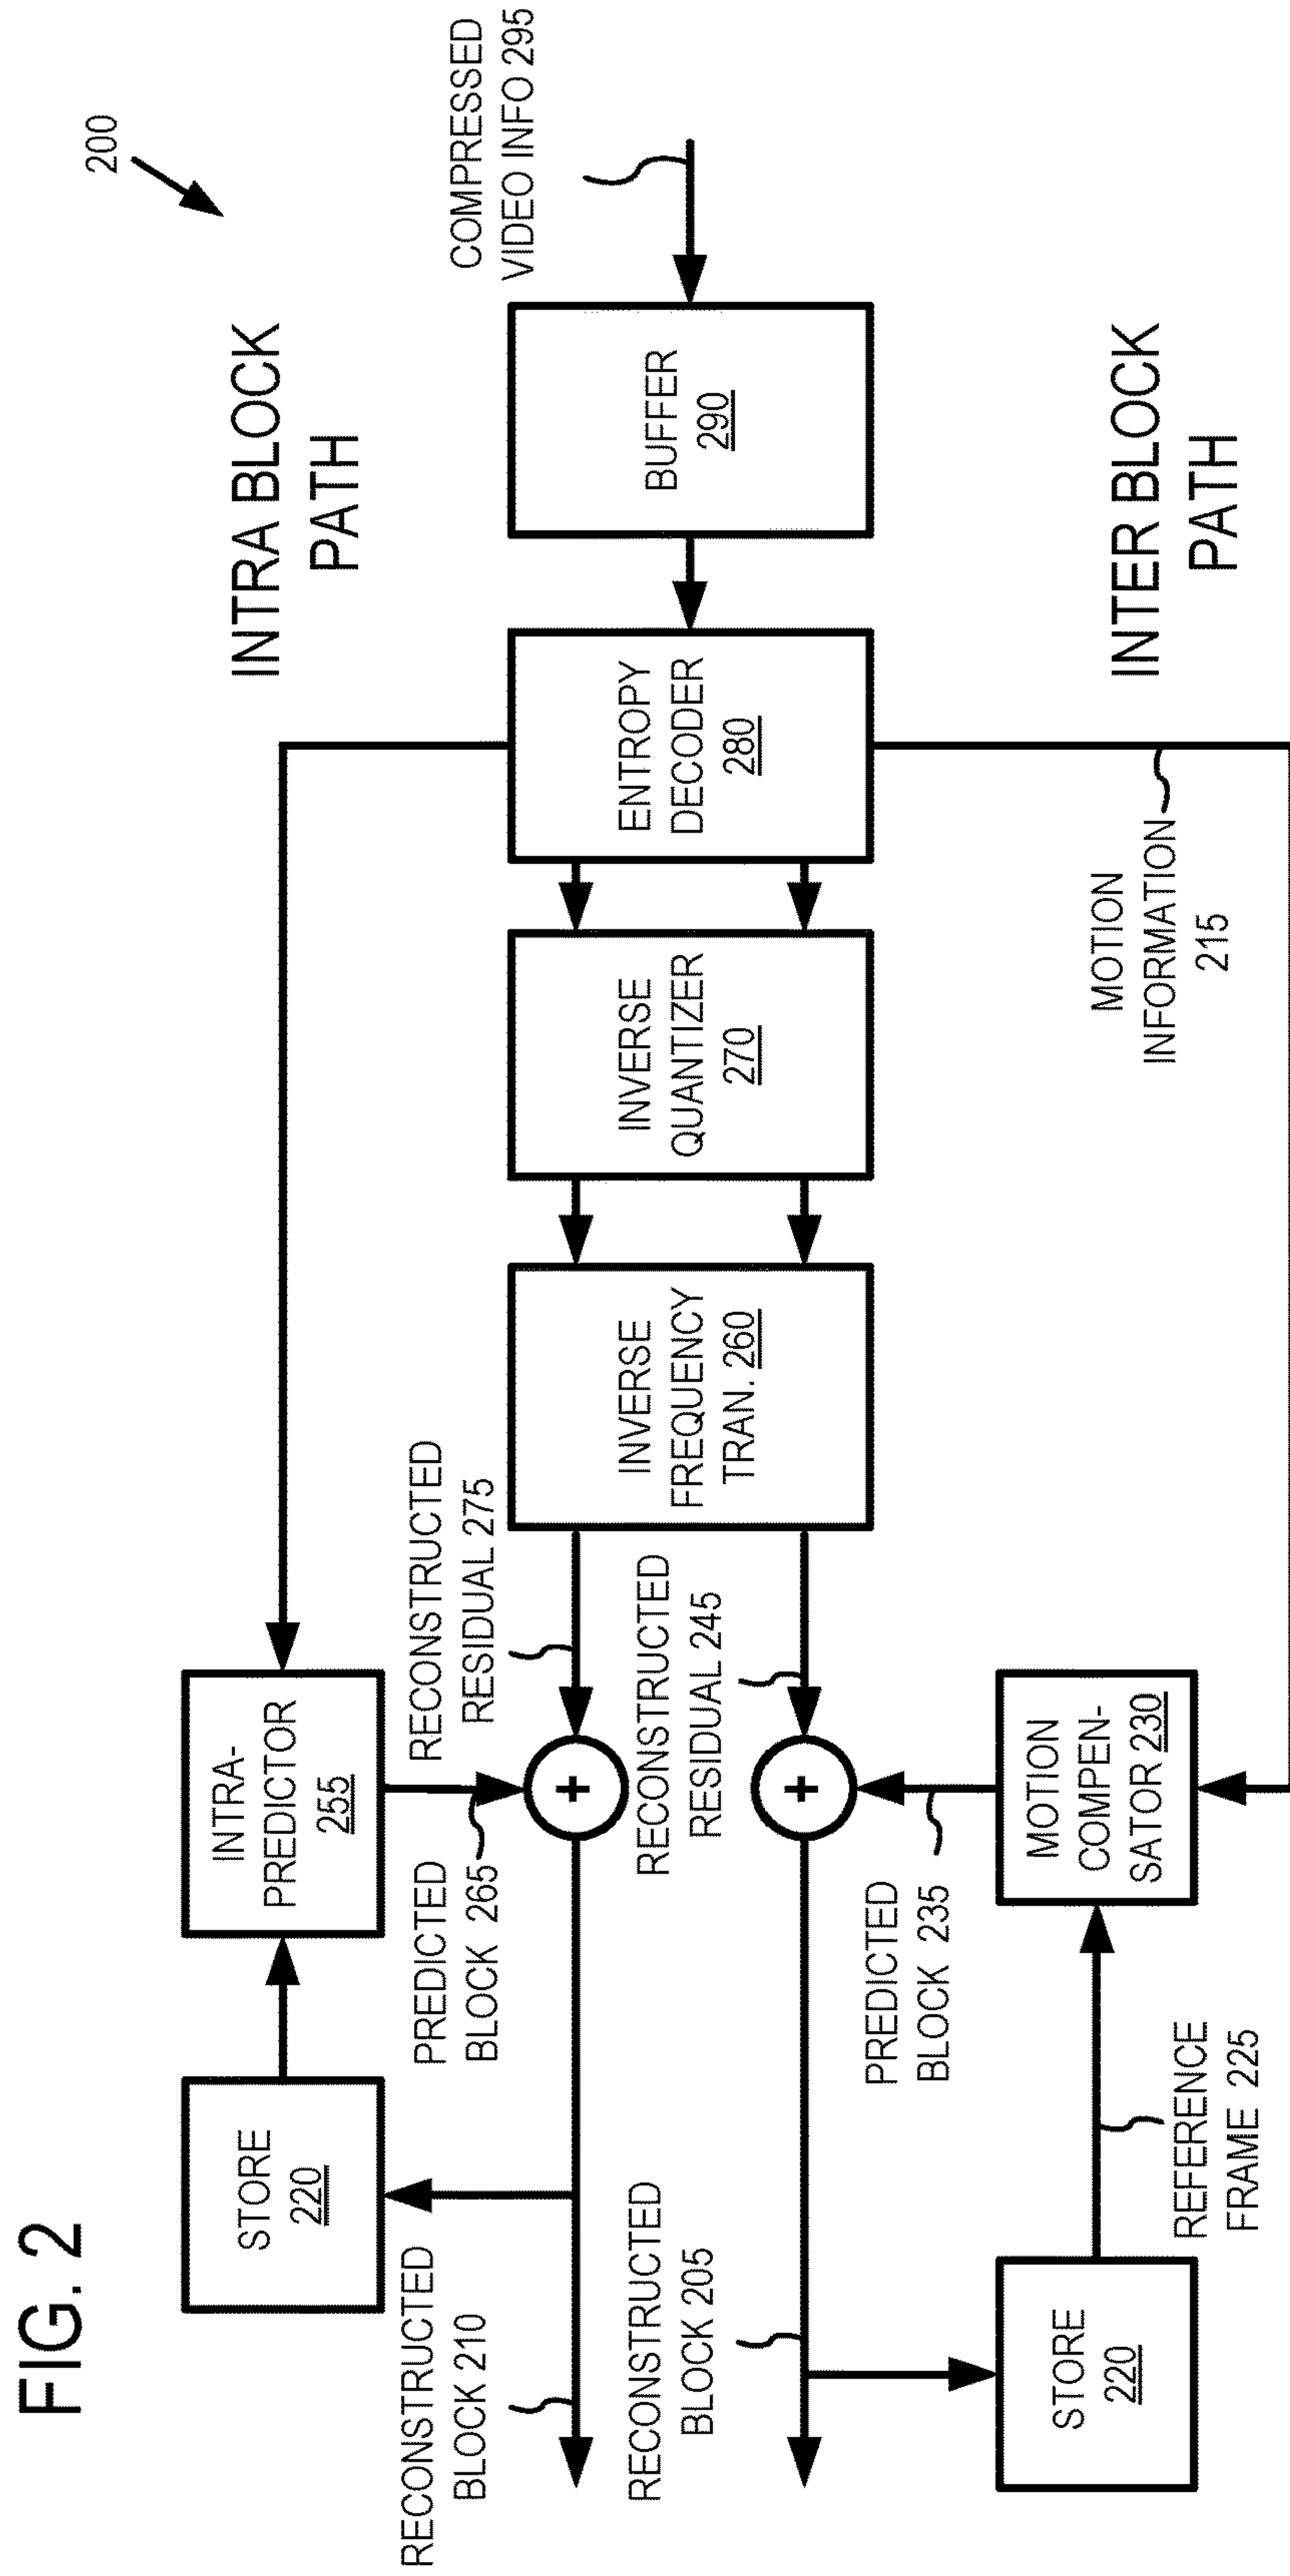 FIG. 2
200
INTRA BLOCK
PATH
COMPRESSED
VIDEO INFO 295
BUFFER
290
ENTROPY
DECODER
280
INVERSE
QUANTIZER
270
INVERSE
FREQUENCY
TRAN. 260
INTRA-
PREDICTOR
255
STORE
220
RECONSTRUCTED
RESIDUAL 275
PREDICTED
BLOCK 265
RECONSTRUCTED
BLOCK 210
RECONSTRUCTED
RESIDUAL 245
+
+
RECONSTRUCTED
BLOCK 205
PREDICTED
BLOCK 235
MOTION
COMPEN-
SATOR 230
STORE
220
REFERENCE
FRAME 225
MOTION
INFORMATION
215
INTER BLOCK
PATH